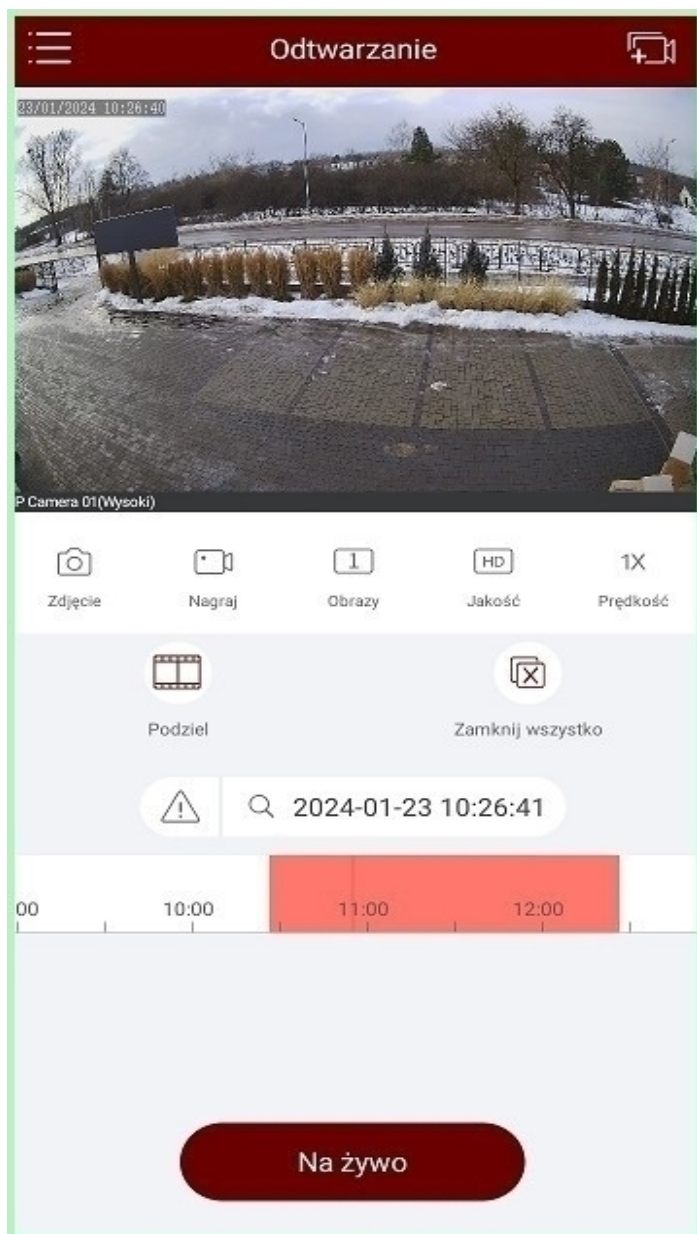 Odtwarzanie
23/01/2024 10:26:40
P Camera 01(Wysoki)
Zdjęcie
Nagraj
1
Obrazy
HD
Jakość
1X
Prędkość
Podziel
Zamknij wszystko
2024-01-23 10:26:41
00 10:00 11:00 12:00
Na żywo